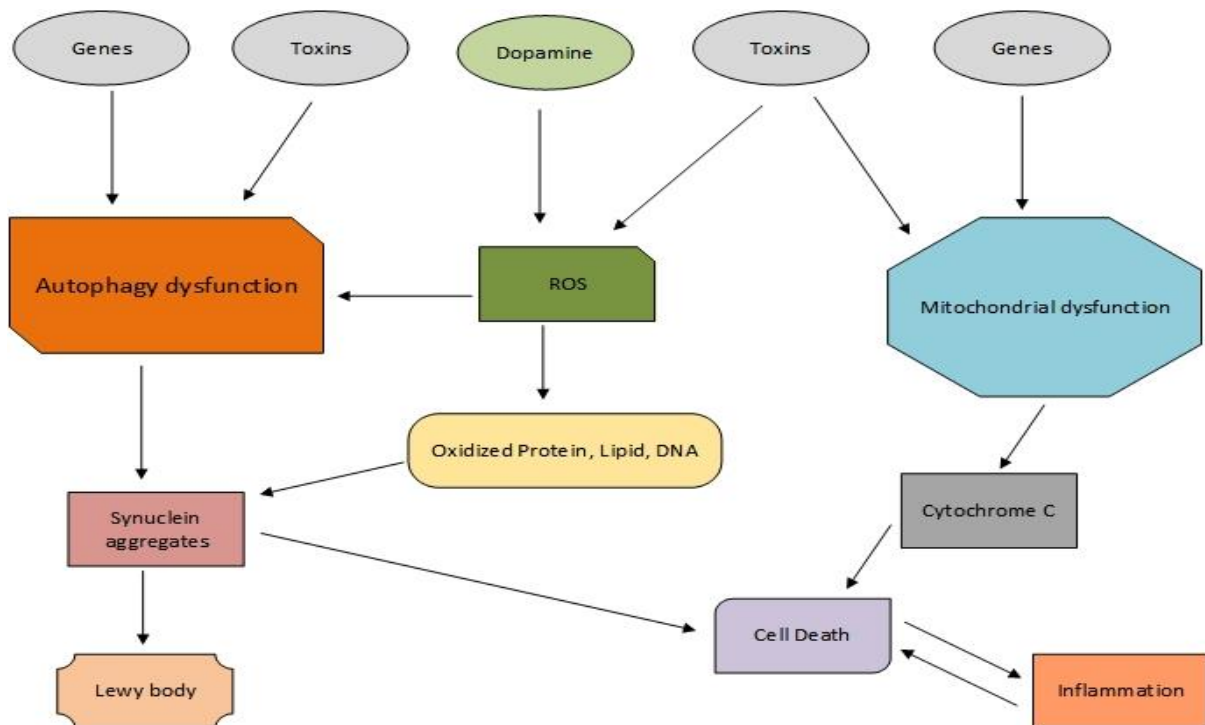 Genes
Toxins
Dopamine
Toxins
Genes
Autophagy dysfunction
ROS
Mitochondrial dysfunction
Oxidized Protein, Lipid, DNA
Synuclein
aggregates
Cytochrome C
Cell Death
Lewy body
Inflammation